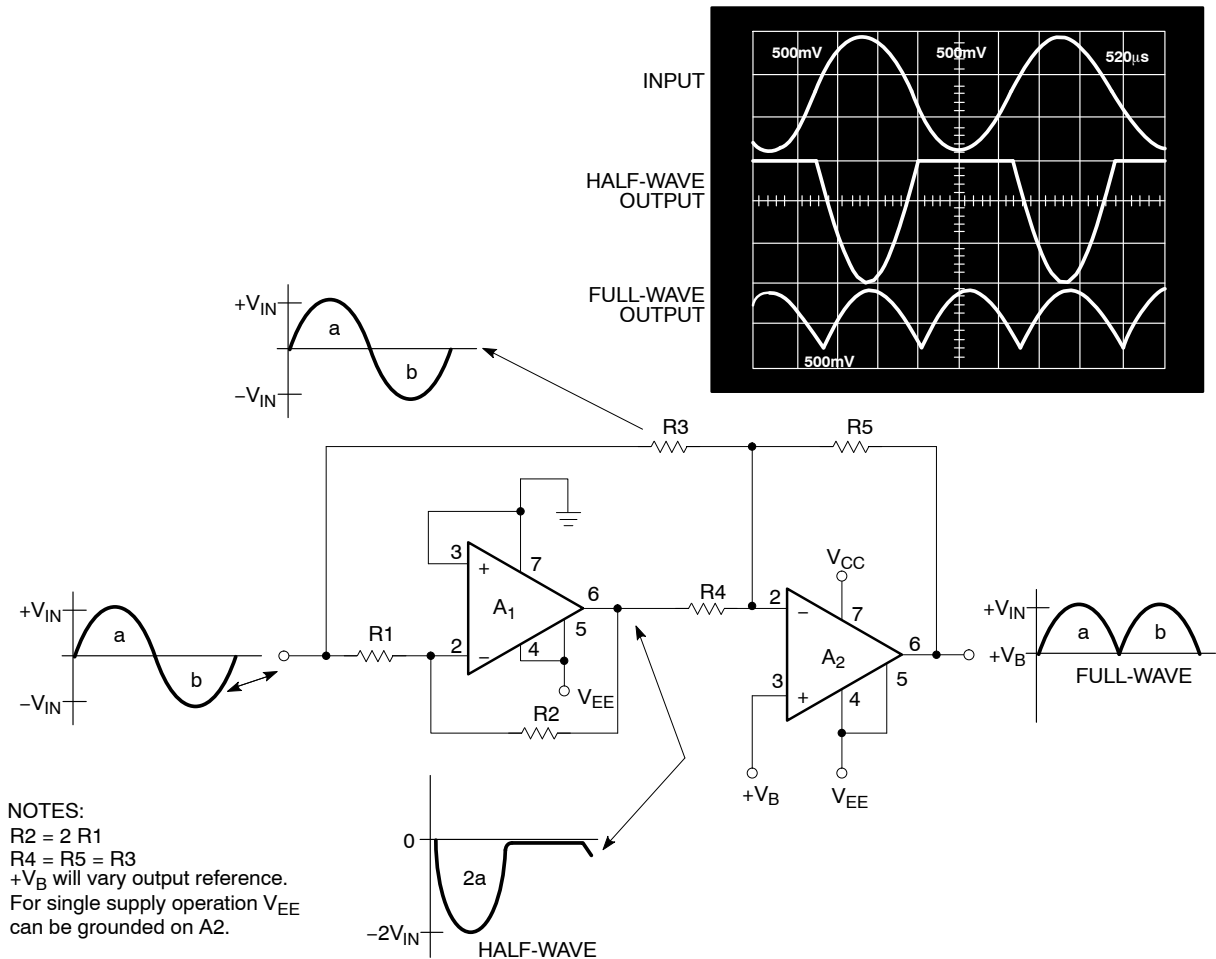 500mV 500mV 520μs
INPUT
HALF-WAVE
OUTPUT
FULL-WAVE
OUTPUT
500mV
+VIN
a
b
−VIN
R3 R5
3 + 7
A1
6
5
4
2 −
VEE
R1
R2
R4
VCC
2 − 7
A2
6
5
4
3 +
+VB
VEE
+VIN
a
b
−VIN
+VIN
a b
+VB
FULL-WAVE
0
2a
−2VIN
HALF-WAVE
NOTES:
R2 = 2 R1
R4 = R5 = R3
+VB will vary output reference.
For single supply operation VEE
can be grounded on A2.